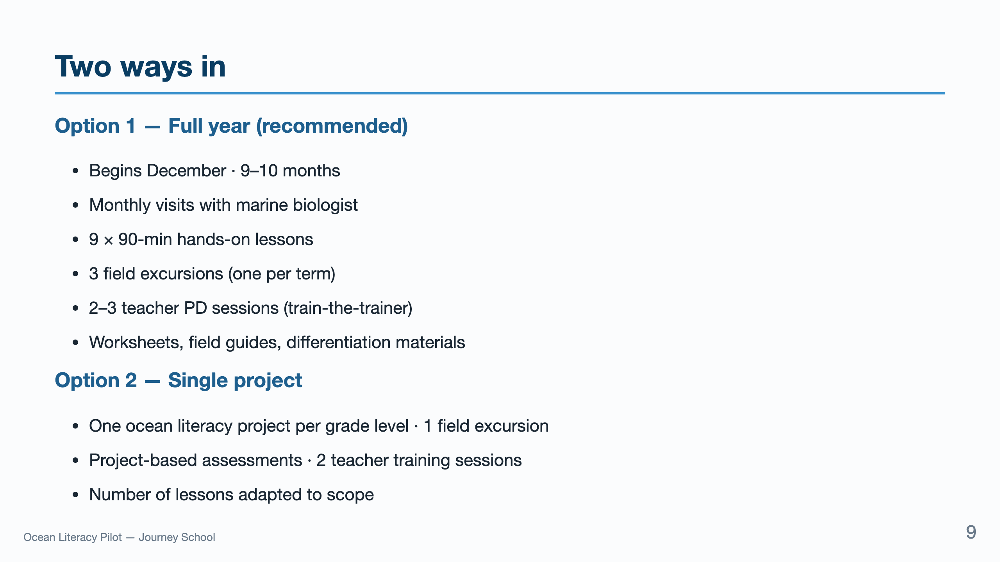 Two ways in
Option 1 — Full year (recommended)
• Begins December · 9–10 months
• Monthly visits with marine biologist
• 9 × 90-min hands-on lessons
• 3 field excursions (one per term)
• 2–3 teacher PD sessions (train-the-trainer)
• Worksheets, field guides, differentiation materials
Option 2 — Single project
• One ocean literacy project per grade level · 1 field excursion
• Project-based assessments · 2 teacher training sessions
• Number of lessons adapted to scope
Ocean Literacy Pilot — Journey School
9